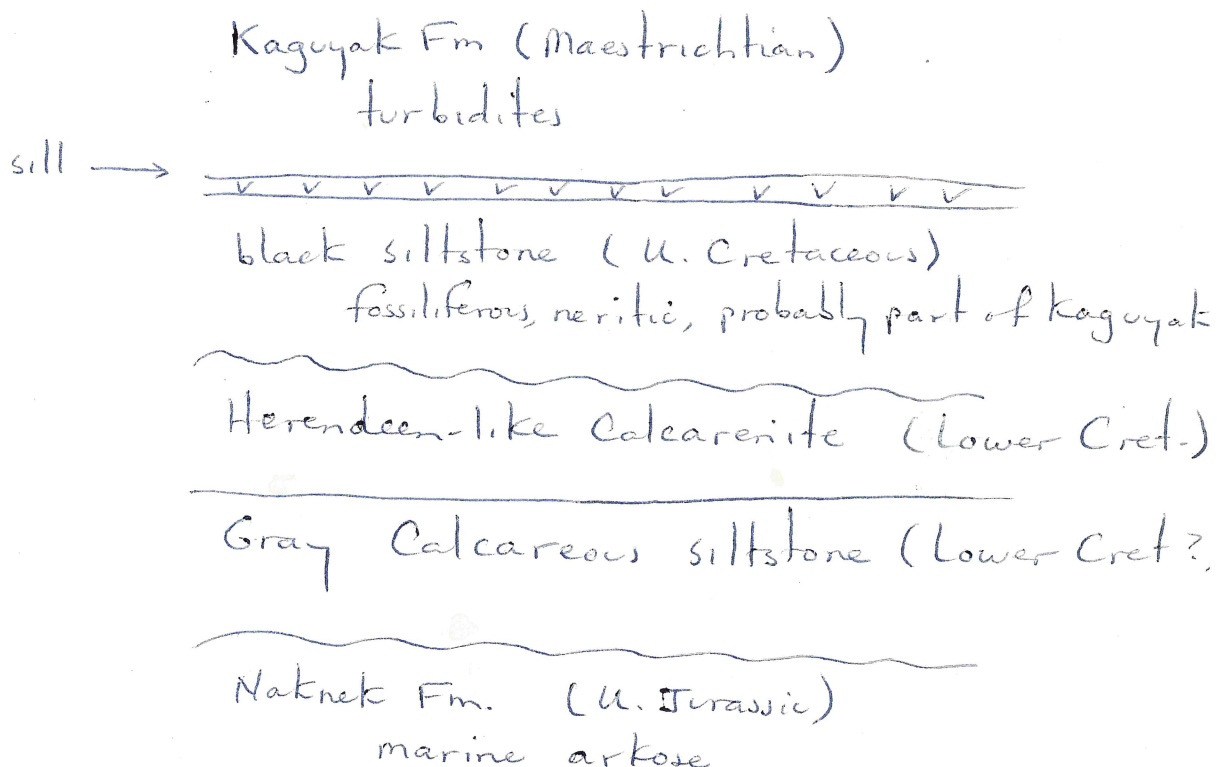 Kaguyak Fm (Maestrichtian)
turbidites
sill
black siltstone (U. Cretaceous)
fossiliferous, neritic, probably part of Kaguyak
Herendeen-like Calcarenite (Lower Cret.)
Gray Calcareous siltstone (Lower Cret?,
Naknek Fm. (U. Jurassic)
marine arkose